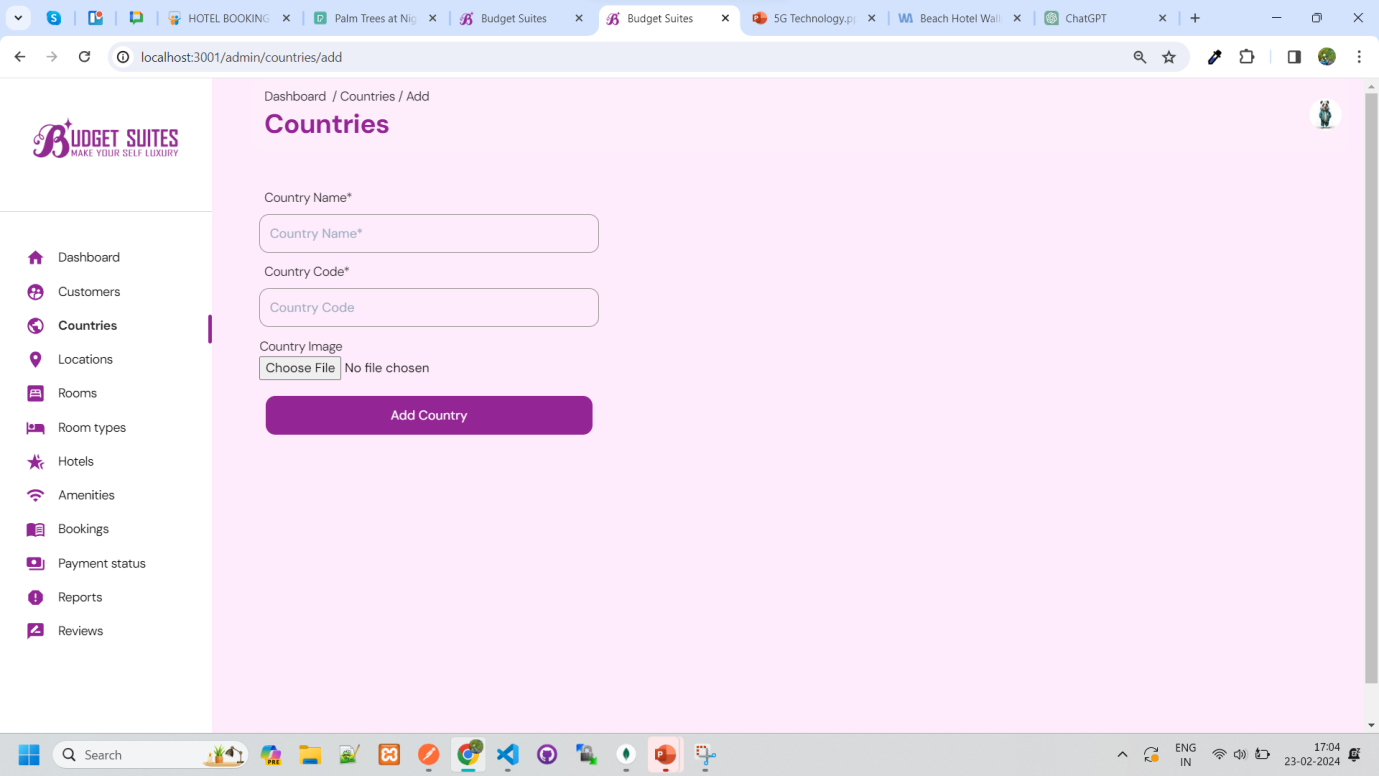 HOTEL BOOKING
Palm Trees at Nig
Budget Suites
Budget Suites
5G Technology.pp
Beach Hotel Wall
ChatGPT
localhost:3001/admin/countries/add
BUDGET SUITES
MAKE YOUR SELF LUXURY
Dashboard / Countries / Add
Countries
Dashboard
Customers
Countries
Locations
Rooms
Room types
Hotels
Amenities
Bookings
Payment status
Reports
Reviews
Country Name*
Country Name*
Country Code*
Country Code
Country Image
Choose File No file chosen
Add Country
Search
PRE
ENG
IN
17:04
23-02-2024